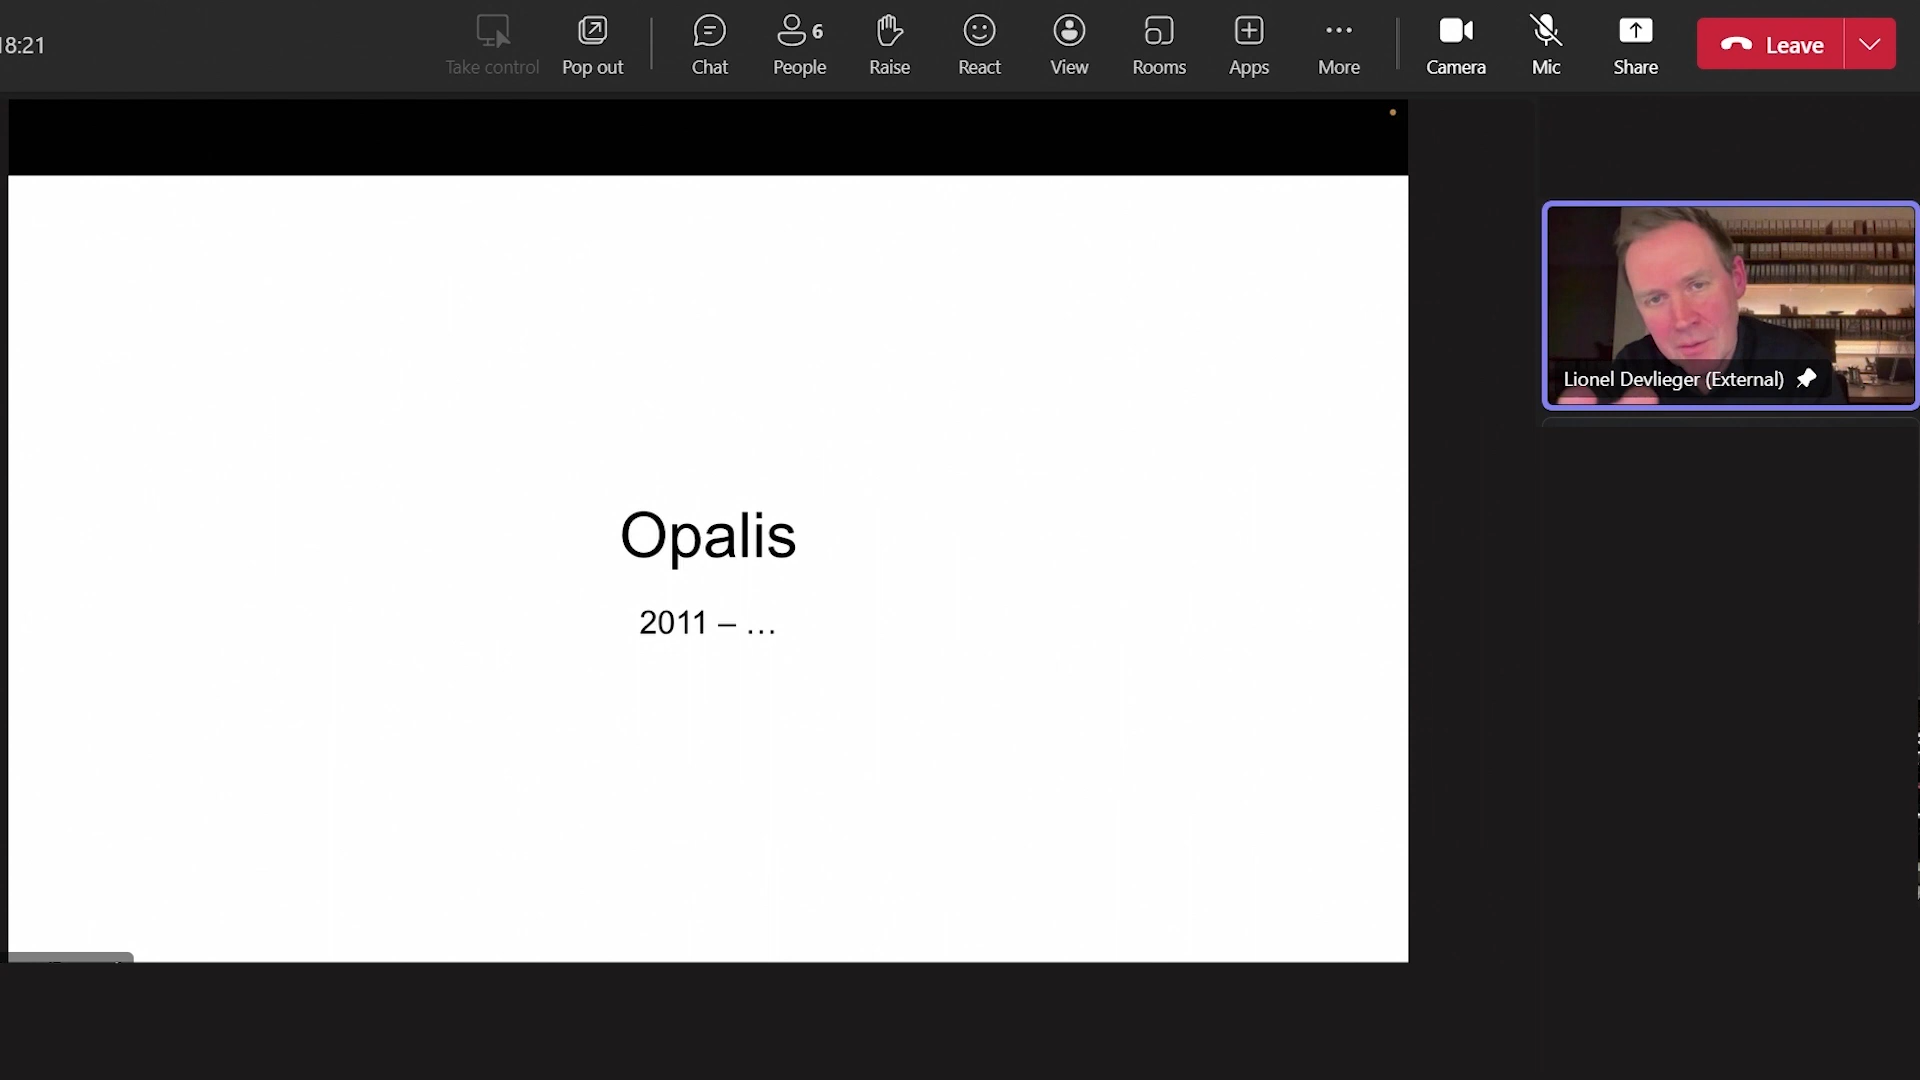 8:21
Take control
Pop out
Chat
6
People
Raise
React
View
Rooms
Apps
More
Camera
Mic
Share
Leave
Opalis
2011 – …
Lionel Devlieger (External)